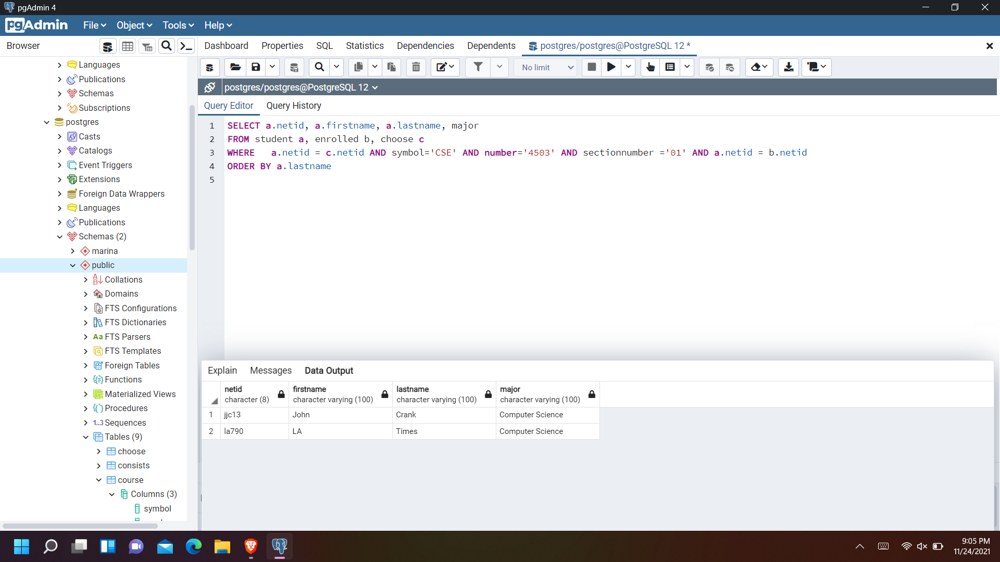 pgAdmin 4
pgAdmin File Object Tools Help
Browser
Dashboard Properties SQL Statistics Dependencies Dependents postgres/postgres@PostgreSQL 12 *
No limit
postgres/postgres@PostgreSQL 12
Query Editor Query History
Languages
Publications
Schemas
Subscriptions
postgres
Casts
Catalogs
Event Triggers
Extensions
Foreign Data Wrappers
Languages
Publications
Schemas (2)
marina
public
Collations
Domains
FTS Configurations
FTS Dictionaries
Aa FTS Parsers
FTS Templates
Foreign Tables
Functions
Materialized Views
Procedures
1..3 Sequences
Tables (9)
choose
consists
course
Columns (3)
symbol
1 SELECT a.netid, a.firstname, a.lastname, major
2 FROM student a, enrolled b, choose c
3 WHERE a.netid = c.netid AND symbol='CSE' AND number='4503' AND sectionnumber ='01' AND a.netid = b.netid
4 ORDER BY a.lastname
5
Explain Messages Data Output
netid firstname lastname major
character (8) character varying (100) character varying (100) character varying (100)
1 jjc13 John Crank Computer Science
2 la790 LA Times Computer Science
9:05 PM
11/24/2021